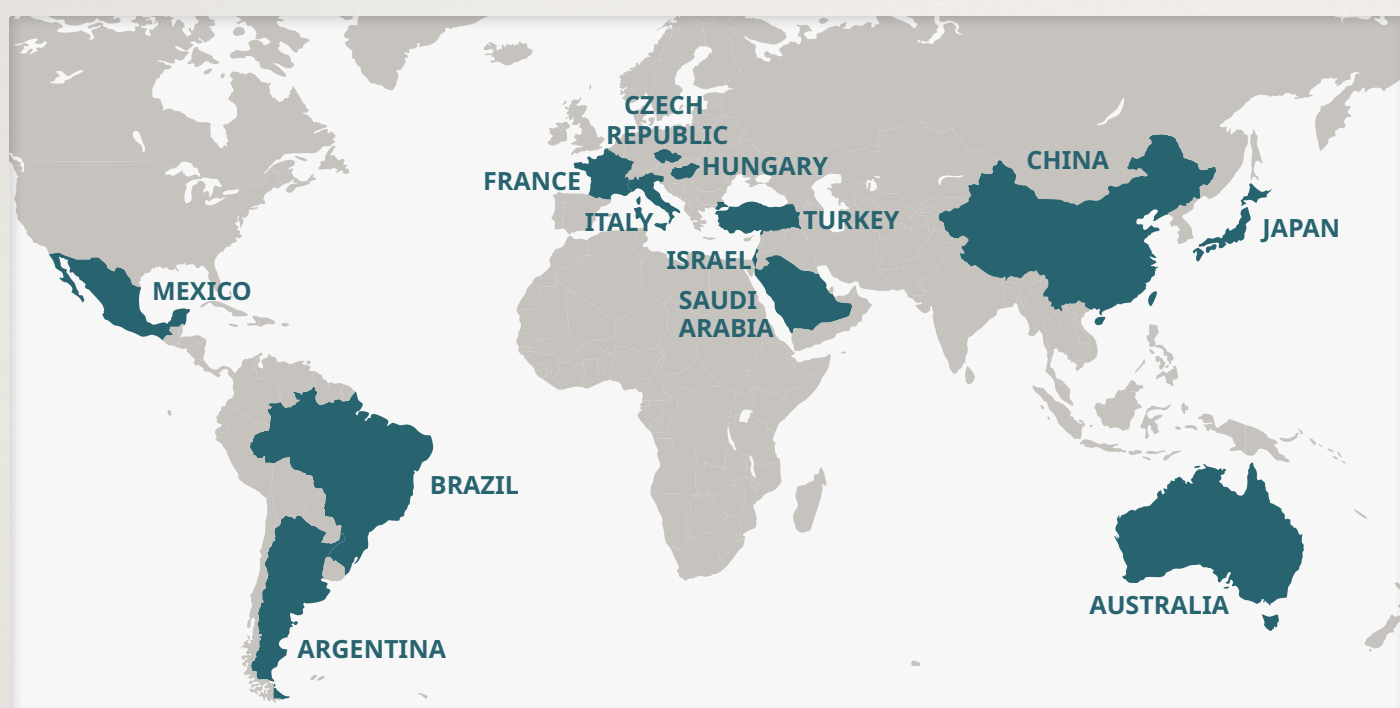 CZECH
REPUBLIC
CHINA
HUNGARY
FRANCE
ITALY
TURKEY
JAPAN
ISRAEL
MEXICO
SAUDI
ARABIA
BRAZIL
AUSTRALIA
ARGENTINA